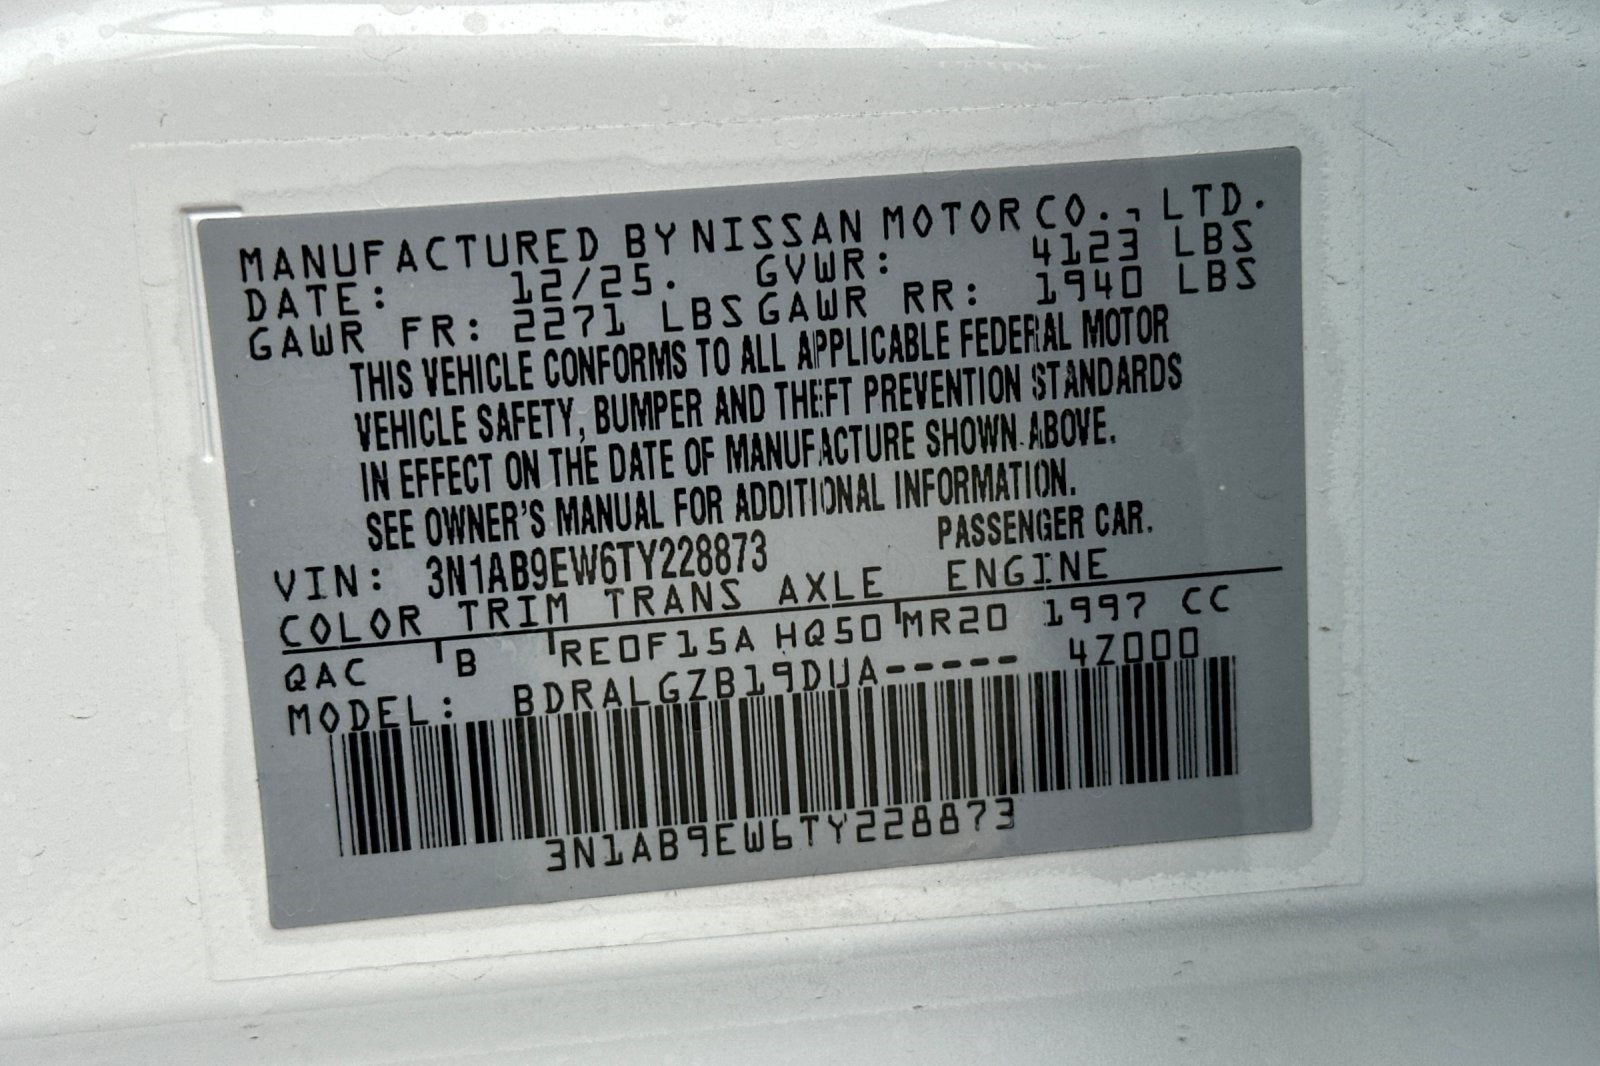 MANUFACTURED BY NISSAN MOTOR CO., LTD.
DATE: 12/25. GVWR: 4123 LBS
GAWR FR: 2271 LBS GAWR RR: 1940 LBS
THIS VEHICLE CONFORMS TO ALL APPLICABLE FEDERAL MOTOR
VEHICLE SAFETY, BUMPER AND THEFT PREVENTION STANDARDS
IN EFFECT ON THE DATE OF MANUFACTURE SHOWN ABOVE.
SEE OWNER'S MANUAL FOR ADDITIONAL INFORMATION.
VIN: 3N1AB9EW6TY228873 PASSENGER CAR.
COLOR TRIM TRANS AXLE ENGINE
QAC B RE0F15A HQ50 MR20 1997 CC
MODEL: BDRALGZB19DUA----- 4Z000
3N1AB9EW6TY228873